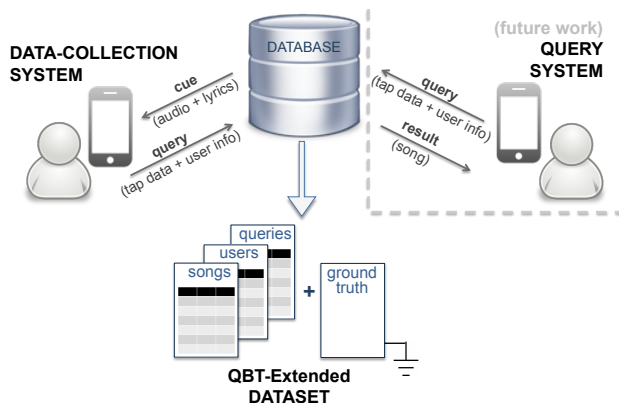 (future work)
DATA-COLLECTION
SYSTEM
DATABASE
QUERY
SYSTEM
cue
(audio + lyrics)
query
(tap data + user info)
query
(tap data + user info)
result
(song)
queries
users
songs
+
ground
truth
QBT-Extended
DATASET